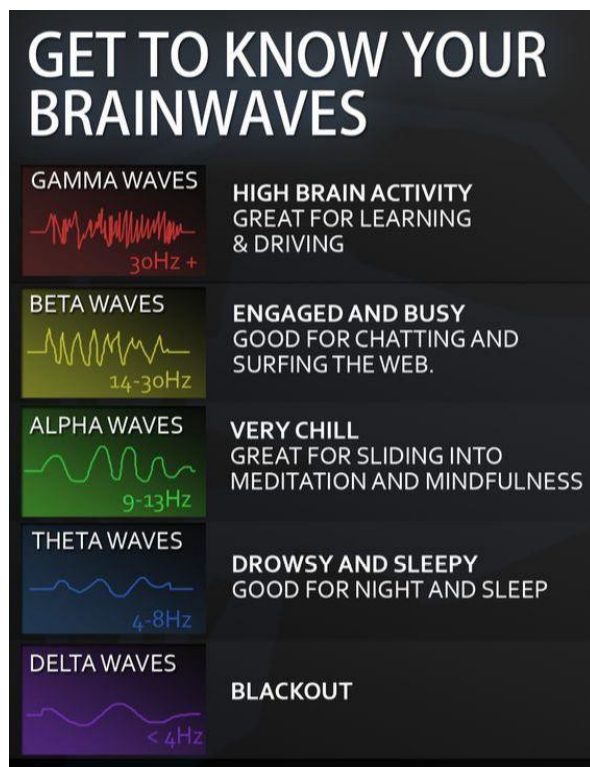 GET TO KNOW YOUR
BRAINWAVES
GAMMA WAVES
30Hz +
HIGH BRAIN ACTIVITY
GREAT FOR LEARNING
& DRIVING
BETA WAVES
14-30Hz
ENGAGED AND BUSY
GOOD FOR CHATTING AND
SURFING THE WEB.
ALPHA WAVES
9-13Hz
VERY CHILL
GREAT FOR SLIDING INTO
MEDITATION AND MINDFULNESS
THETA WAVES
4-8Hz
DROWSY AND SLEEPY
GOOD FOR NIGHT AND SLEEP
DELTA WAVES
< 4Hz
BLACKOUT